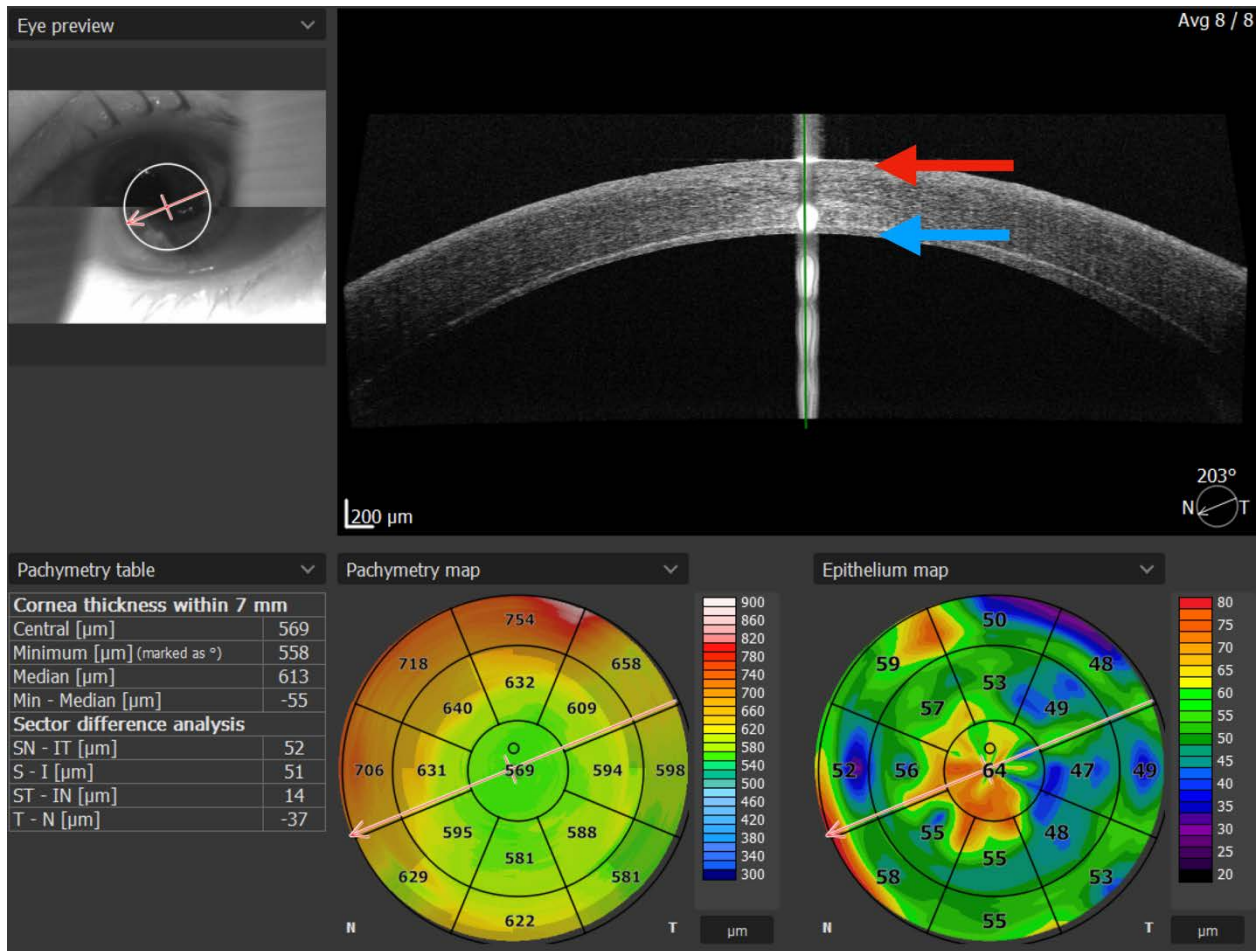 Eye preview
Avg 8 / 8
203°
N T
200 µm
Pachymetry table
Cornea thickness within 7 mm
Central [µm] 569
Minimum [µm] (marked as °) 558
Median [µm] 613
Min - Median [µm] -55
Sector difference analysis
SN - IT [µm] 52
S - I [µm] 51
ST - IN [µm] 14
T - N [µm] -37
Pachymetry map
754
718 658
632
640 609
706 631 569 594 598
595 588
581
629 581
622
N T
900
860
820
780
740
700
660
620
580
540
500
460
420
380
340
300
µm
Epithelium map
50
59 48
53
57 49
52 56 64 47 49
55 48
55
58 53
55
N T
80
75
70
65
60
55
50
45
40
35
30
25
20
µm